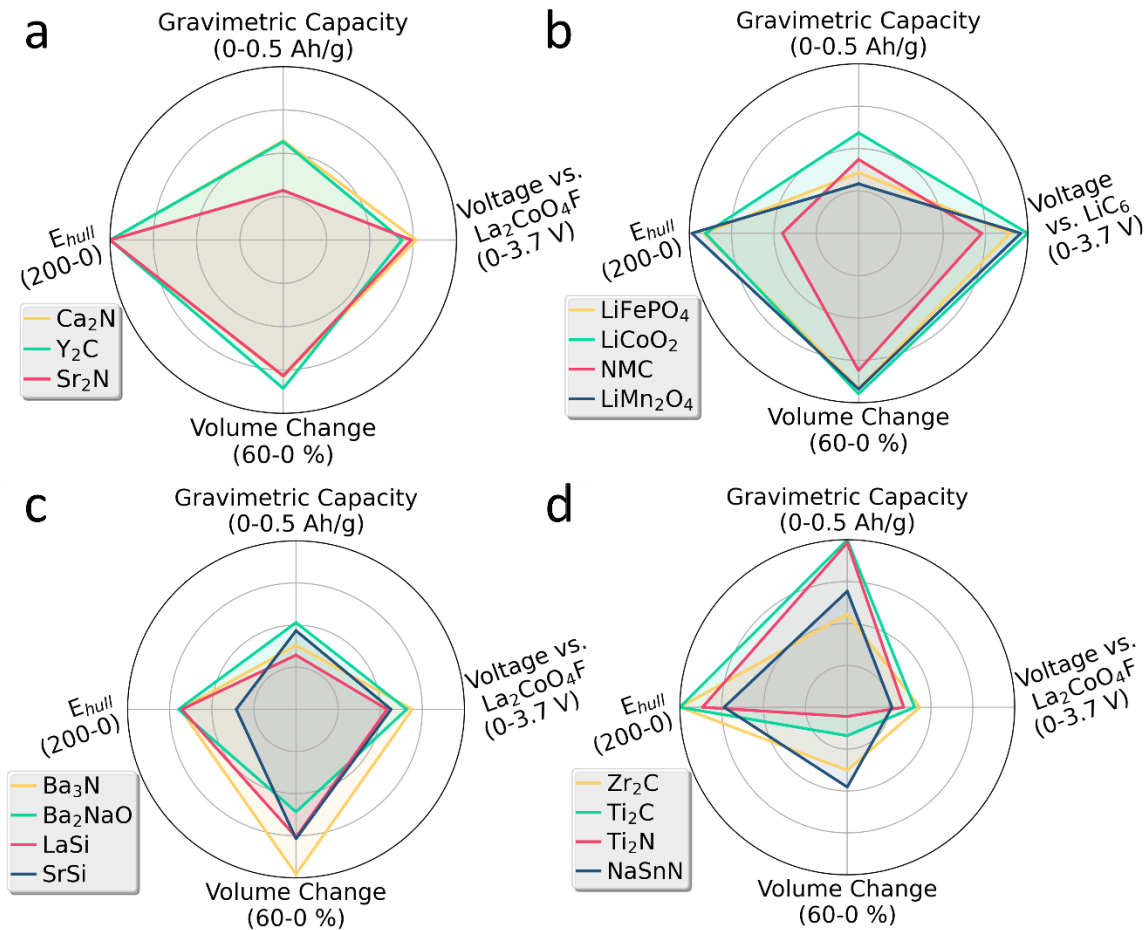 a
Gravimetric Capacity
(0-0.5 Ah/g)
Voltage vs.
La₂CoO₄F
(0-3.7 V)
E_hull
(200-0)
Volume Change
(60-0 %)
Ca₂N
Y₂C
Sr₂N
b
Gravimetric Capacity
(0-0.5 Ah/g)
Voltage
vs. LiC₆
(0-3.7 V)
E_hull
(200-0)
Volume Change
(60-0 %)
LiFePO₄
LiCoO₂
NMC
LiMn₂O₄
c
Gravimetric Capacity
(0-0.5 Ah/g)
Voltage vs.
La₂CoO₄F
(0-3.7 V)
E_hull
(200-0)
Volume Change
(60-0 %)
Ba₃N
Ba₂NaO
LaSi
SrSi
d
Gravimetric Capacity
(0-0.5 Ah/g)
Voltage vs.
La₂CoO₄F
(0-3.7 V)
E_hull
(200-0)
Volume Change
(60-0 %)
Zr₂C
Ti₂C
Ti₂N
NaSnN